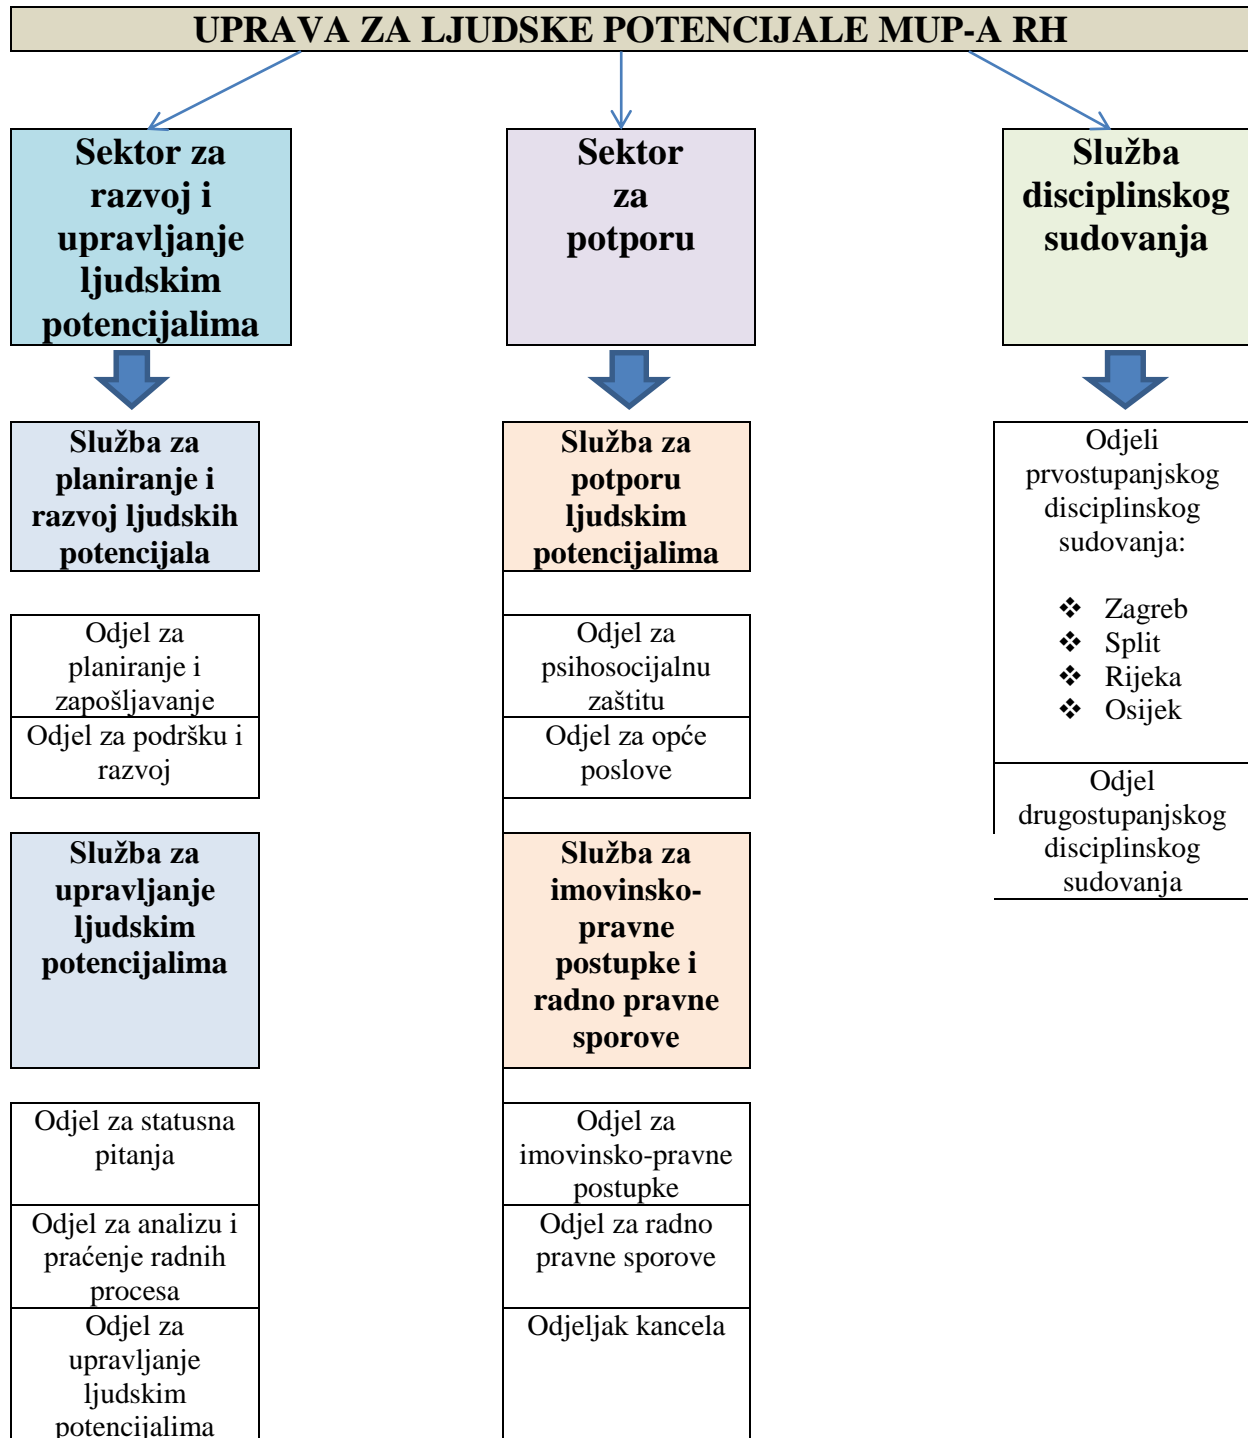 UPRAVA ZA LJUDSKE POTENCIJALE MUP-A RH
Sektor za
razvoj i
upravljanje
ljudskim
potencijalima
Služba za
planiranje i
razvoj ljudskih
potencijala
Odjel za
planiranje i
zapošljavanje
Odjel za podršku i
razvoj
Služba za
upravljanje
ljudskim
potencijalima
Odjel za statusna
pitanja
Odjel za analizu i
praćenje radnih
procesa
Odjel za
upravljanje
ljudskim
potencijalima
Sektor
za
potporu
Služba za
potporu
ljudskim
potencijalima
Odjel za
psihosocijalnu
zaštitu
Odjel za opće
poslove
Služba za
imovinsko-
pravne
postupke i
radno pravne
sporove
Odjel za
imovinsko-pravne
postupke
Odjel za radno
pravne sporove
Odjeljak kancela
Služba
disciplinskog
sudovanja
Odjeli
prvostupanjskog
disciplinskog
sudovanja:
❖ Zagreb
❖ Split
❖ Rijeka
❖ Osijek
Odjel
drugostupanjskog
disciplinskog
sudovanja